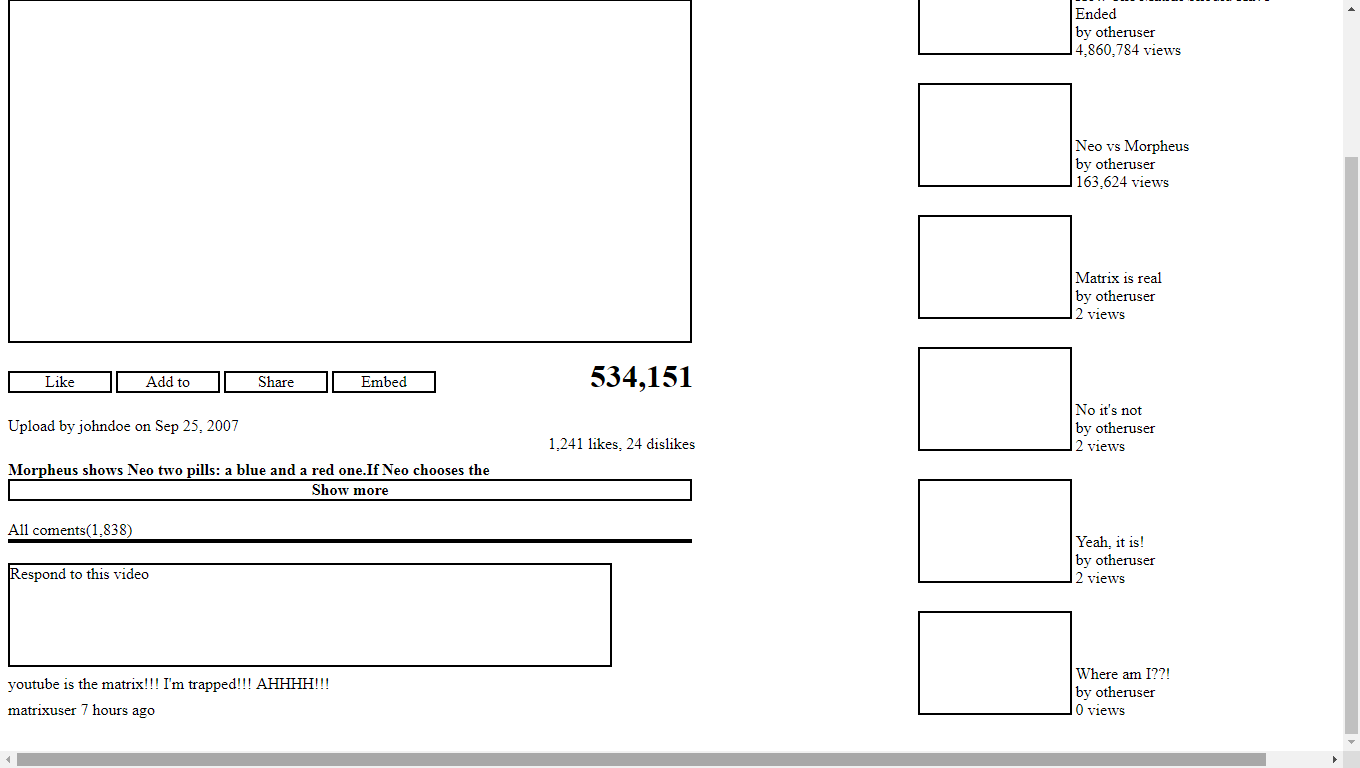 Like Add to Share Embed 534,151
Upload by johndoe on Sep 25, 2007
1,241 likes, 24 dislikes
Morpheus shows Neo two pills: a blue and a red one.If Neo chooses the
Show more
All coments(1,838)
Respond to this video
youtube is the matrix!!! I'm trapped!!! AHHHH!!!
matrixuser 7 hours ago
Ended
by otheruser
4,860,784 views
Neo vs Morpheus
by otheruser
163,624 views
Matrix is real
by otheruser
2 views
No it's not
by otheruser
2 views
Yeah, it is!
by otheruser
2 views
Where am I??!
by otheruser
0 views